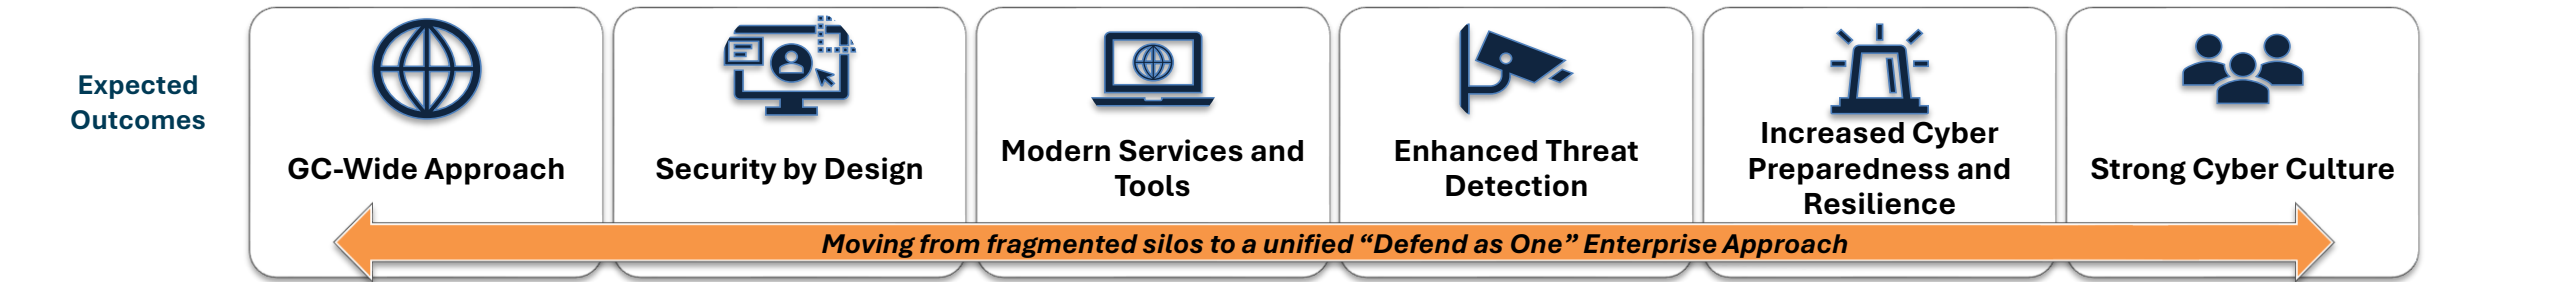 Expected
Outcomes
GC-Wide Approach
Security by Design
Modern Services and
Tools
Enhanced Threat
Detection
Increased Cyber
Preparedness and
Resilience
Strong Cyber Culture
Moving from fragmented silos to a unified “Defend as One” Enterprise Approach